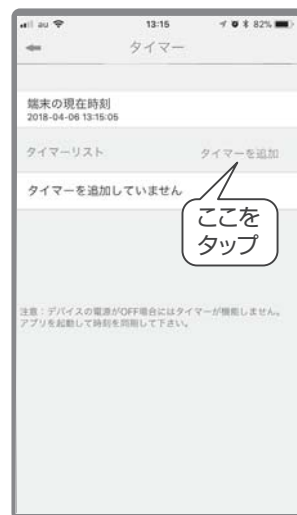 au 13:15 82%
タイマー
端末の現在時刻
2018-04-06 13:15:05
タイマーリスト タイマーを追加
タイマーを追加していません
ここを
タップ
注意：デバイスの電源がOFF場合にはタイマーが機能しません。
アプリを起動して時刻を同期して下さい。